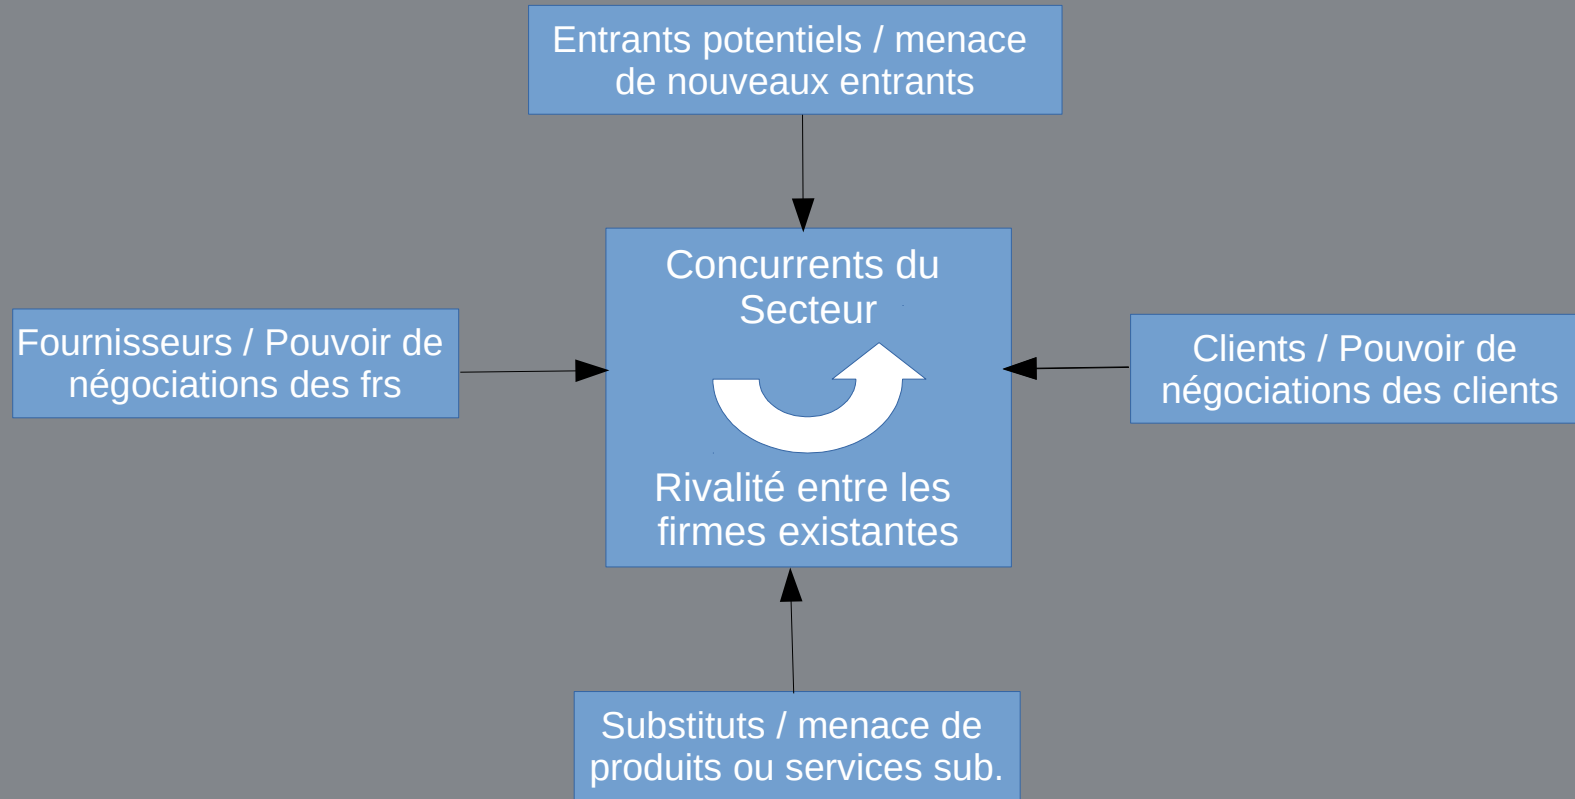 Entrants potentiels / menace
de nouveaux entrants
Concurrents du
Secteur
Fournisseurs / Pouvoir de
négociations des frs
Clients / Pouvoir de
négociations des clients
Rivalité entre les
firmes existantes
Substituts / menace de
produits ou services sub.